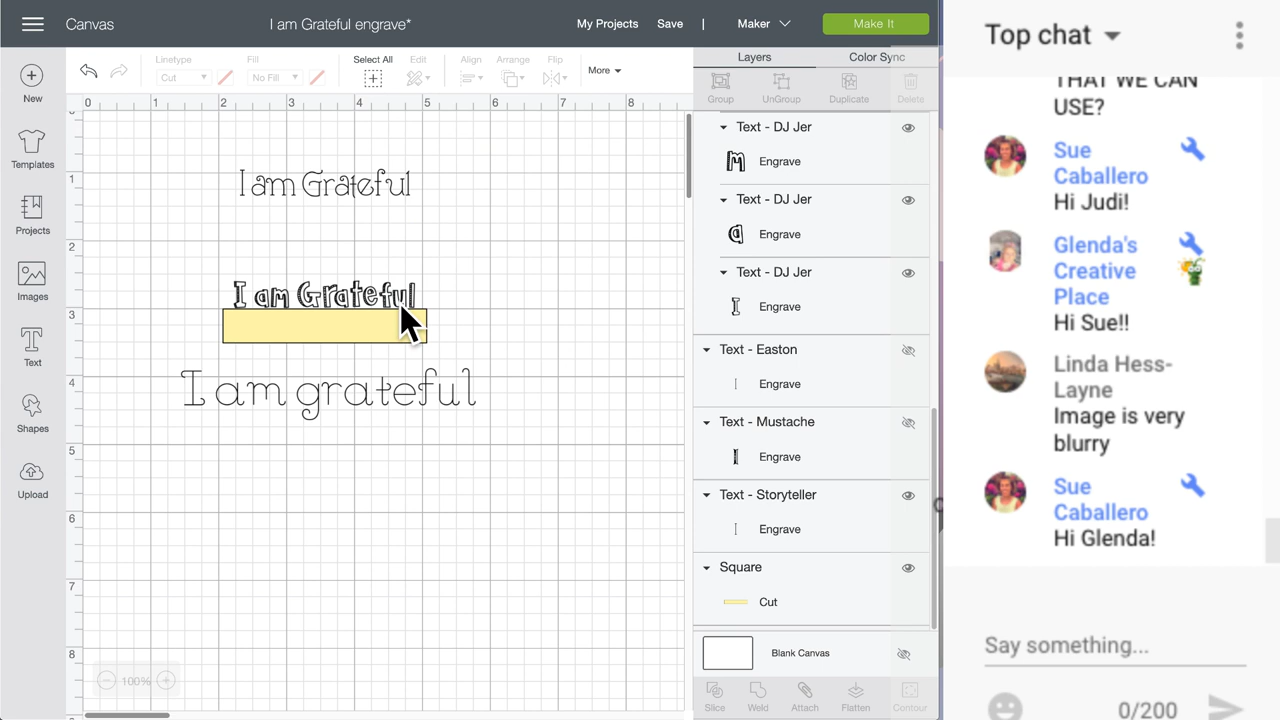 Canvas
I am Grateful engrave*
My Projects
Save
|
Maker
Make It
Linetype
Cut
Fill
No Fill
Select All
Edit
Align
Arrange
Flip
More
Layers
Color Sync
Group
UnGroup
Duplicate
Delete
New
Templates
Projects
Images
Text
Shapes
Upload
0 1 2 3 4 5 6 7 8
1
2
3
4
5
6
7
8
I am Grateful
I am Grateful
I am grateful
100%
Text - DJ Jer
M Engrave
Text - DJ Jer
a Engrave
Text - DJ Jer
I Engrave
Text - Easton
Engrave
Text - Mustache
Engrave
Text - Storyteller
Engrave
Square
Cut
Blank Canvas
Slice
Weld
Attach
Flatten
Contour
Top chat
THAT WE CAN
USE?
Sue
Caballero
Hi Judi!
Glenda's
Creative
Place
Hi Sue!!
Linda Hess-
Layne
Image is very
blurry
Sue
Caballero
Hi Glenda!
Say something...
0/200